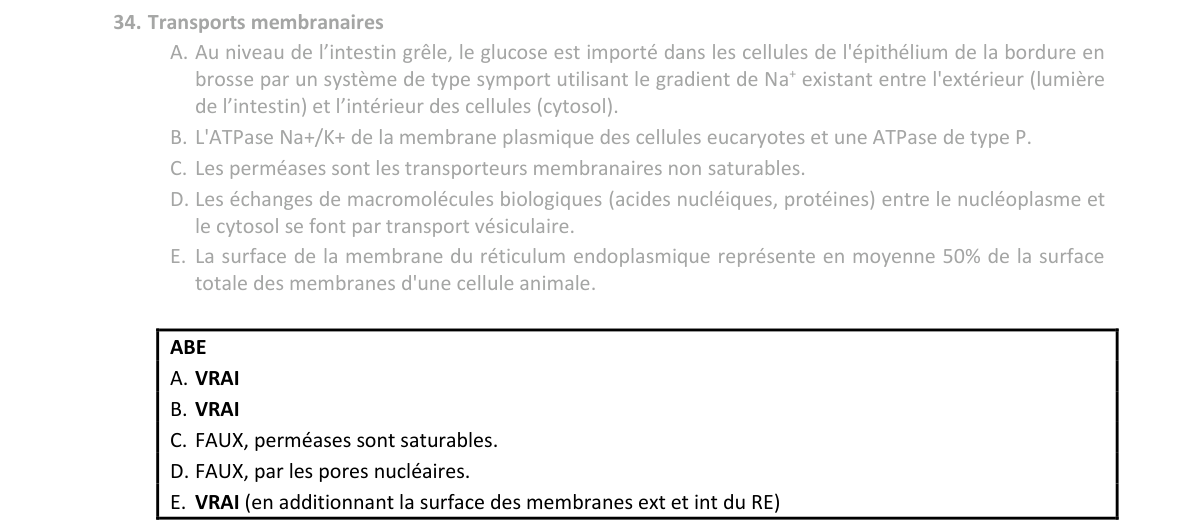 34. Transports membranaires
A. Au niveau de l’intestin grêle, le glucose est importé dans les cellules de l'épithélium de la bordure en
brosse par un système de type symport utilisant le gradient de Na⁺ existant entre l'extérieur (lumière
de l’intestin) et l’intérieur des cellules (cytosol).
B. L'ATPase Na+/K+ de la membrane plasmique des cellules eucaryotes et une ATPase de type P.
C. Les perméases sont les transporteurs membranaires non saturables.
D. Les échanges de macromolécules biologiques (acides nucléiques, protéines) entre le nucléoplasme et
le cytosol se font par transport vésiculaire.
E. La surface de la membrane du réticulum endoplasmique représente en moyenne 50% de la surface
totale des membranes d'une cellule animale.
ABE
A. VRAI
B. VRAI
C. FAUX, perméases sont saturables.
D. FAUX, par les pores nucléaires.
E. VRAI (en additionnant la surface des membranes ext et int du RE)